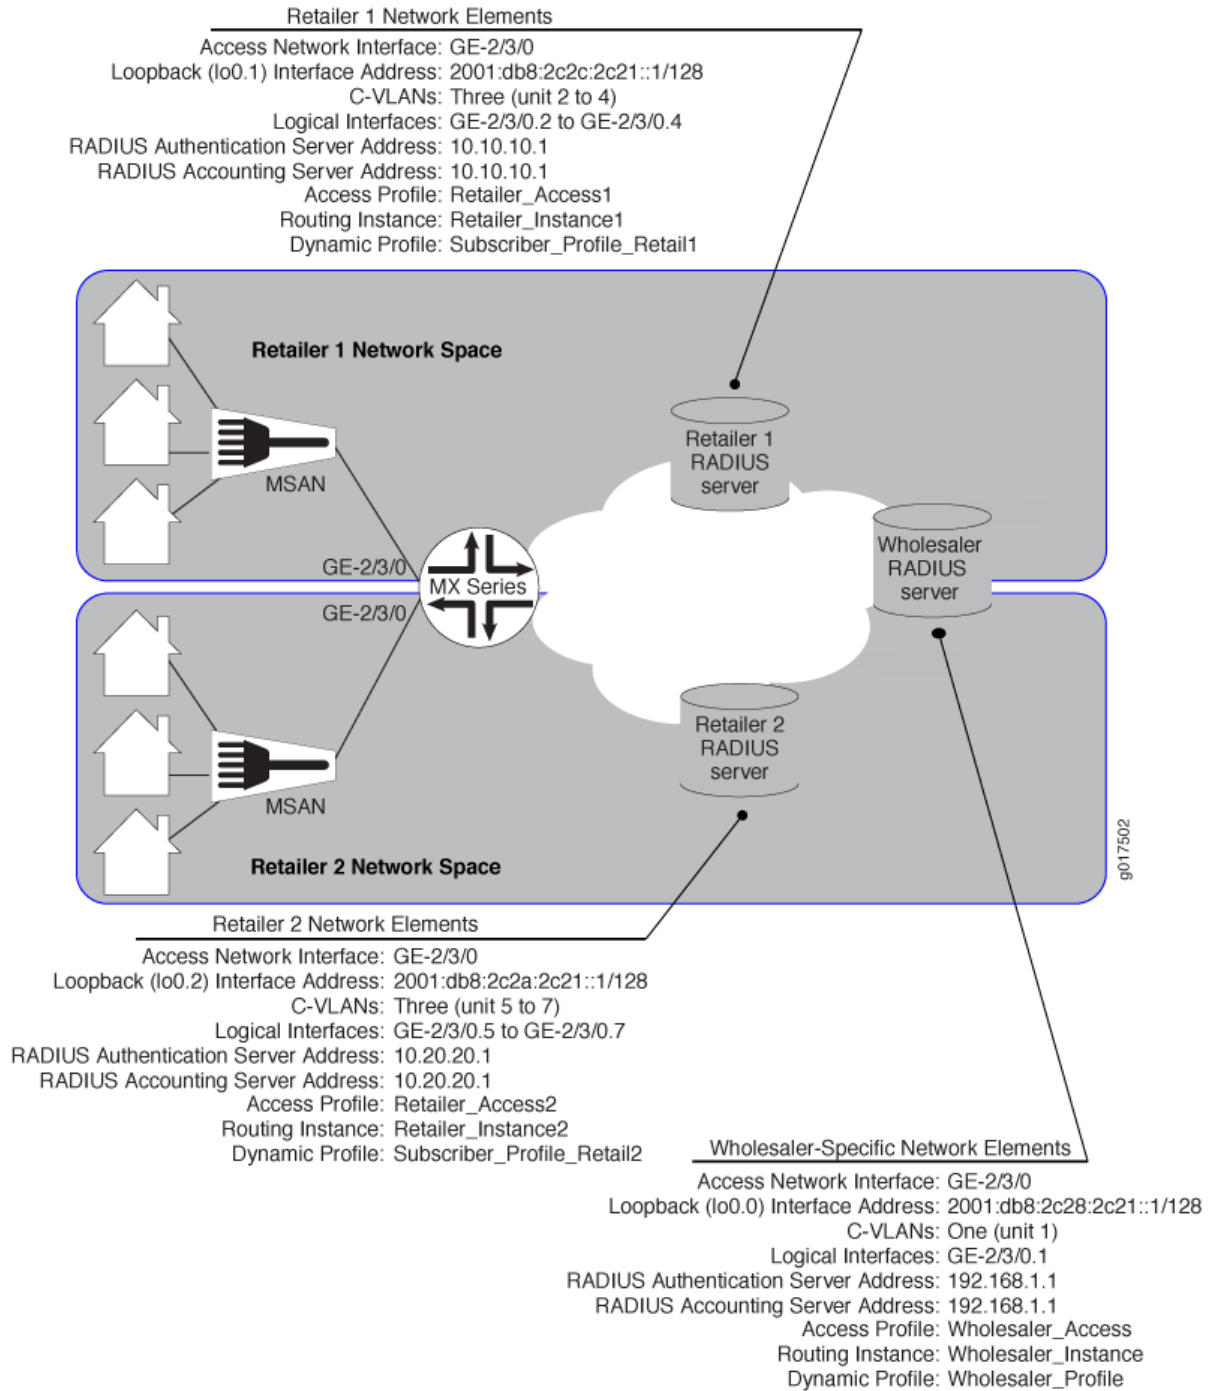 Retailer 1 Network Elements
Access Network Interface: GE-2/3/0
Loopback (lo0.1) Interface Address: 2001:db8:2c2c:2c21::1/128
C-VLANs: Three (unit 2 to 4)
Logical Interfaces: GE-2/3/0.2 to GE-2/3/0.4
RADIUS Authentication Server Address: 10.10.10.1
RADIUS Accounting Server Address: 10.10.10.1
Access Profile: Retailer_Access1
Routing Instance: Retailer_Instance1
Dynamic Profile: Subscriber_Profile_Retail1
Retailer 1 Network Space
Retailer 1
RADIUS
server
MSAN
Wholesaler
RADIUS
server
GE-2/3/0
MX Series
GE-2/3/0
Retailer 2
RADIUS
server
MSAN
Retailer 2 Network Space
g017502
Retailer 2 Network Elements
Access Network Interface: GE-2/3/0
Loopback (lo0.2) Interface Address: 2001:db8:2c2a:2c21::1/128
C-VLANs: Three (unit 5 to 7)
Logical Interfaces: GE-2/3/0.5 to GE-2/3/0.7
RADIUS Authentication Server Address: 10.20.20.1
RADIUS Accounting Server Address: 10.20.20.1
Access Profile: Retailer_Access2
Routing Instance: Retailer_Instance2
Dynamic Profile: Subscriber_Profile_Retail2
Wholesaler-Specific Network Elements
Access Network Interface: GE-2/3/0
Loopback (lo0.0) Interface Address: 2001:db8:2c28:2c21::1/128
C-VLANs: One (unit 1)
Logical Interfaces: GE-2/3/0.1
RADIUS Authentication Server Address: 192.168.1.1
RADIUS Accounting Server Address: 192.168.1.1
Access Profile: Wholesaler_Access
Routing Instance: Wholesaler_Instance
Dynamic Profile: Wholesaler_Profile